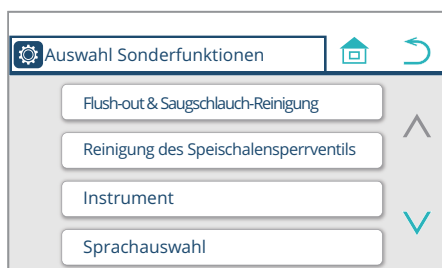 Auswahl Sonderfunktionen
Flush-out & Saugschlauch-Reinigung
Reinigung des Speischalensperrventils
Instrument
Sprachauswahl